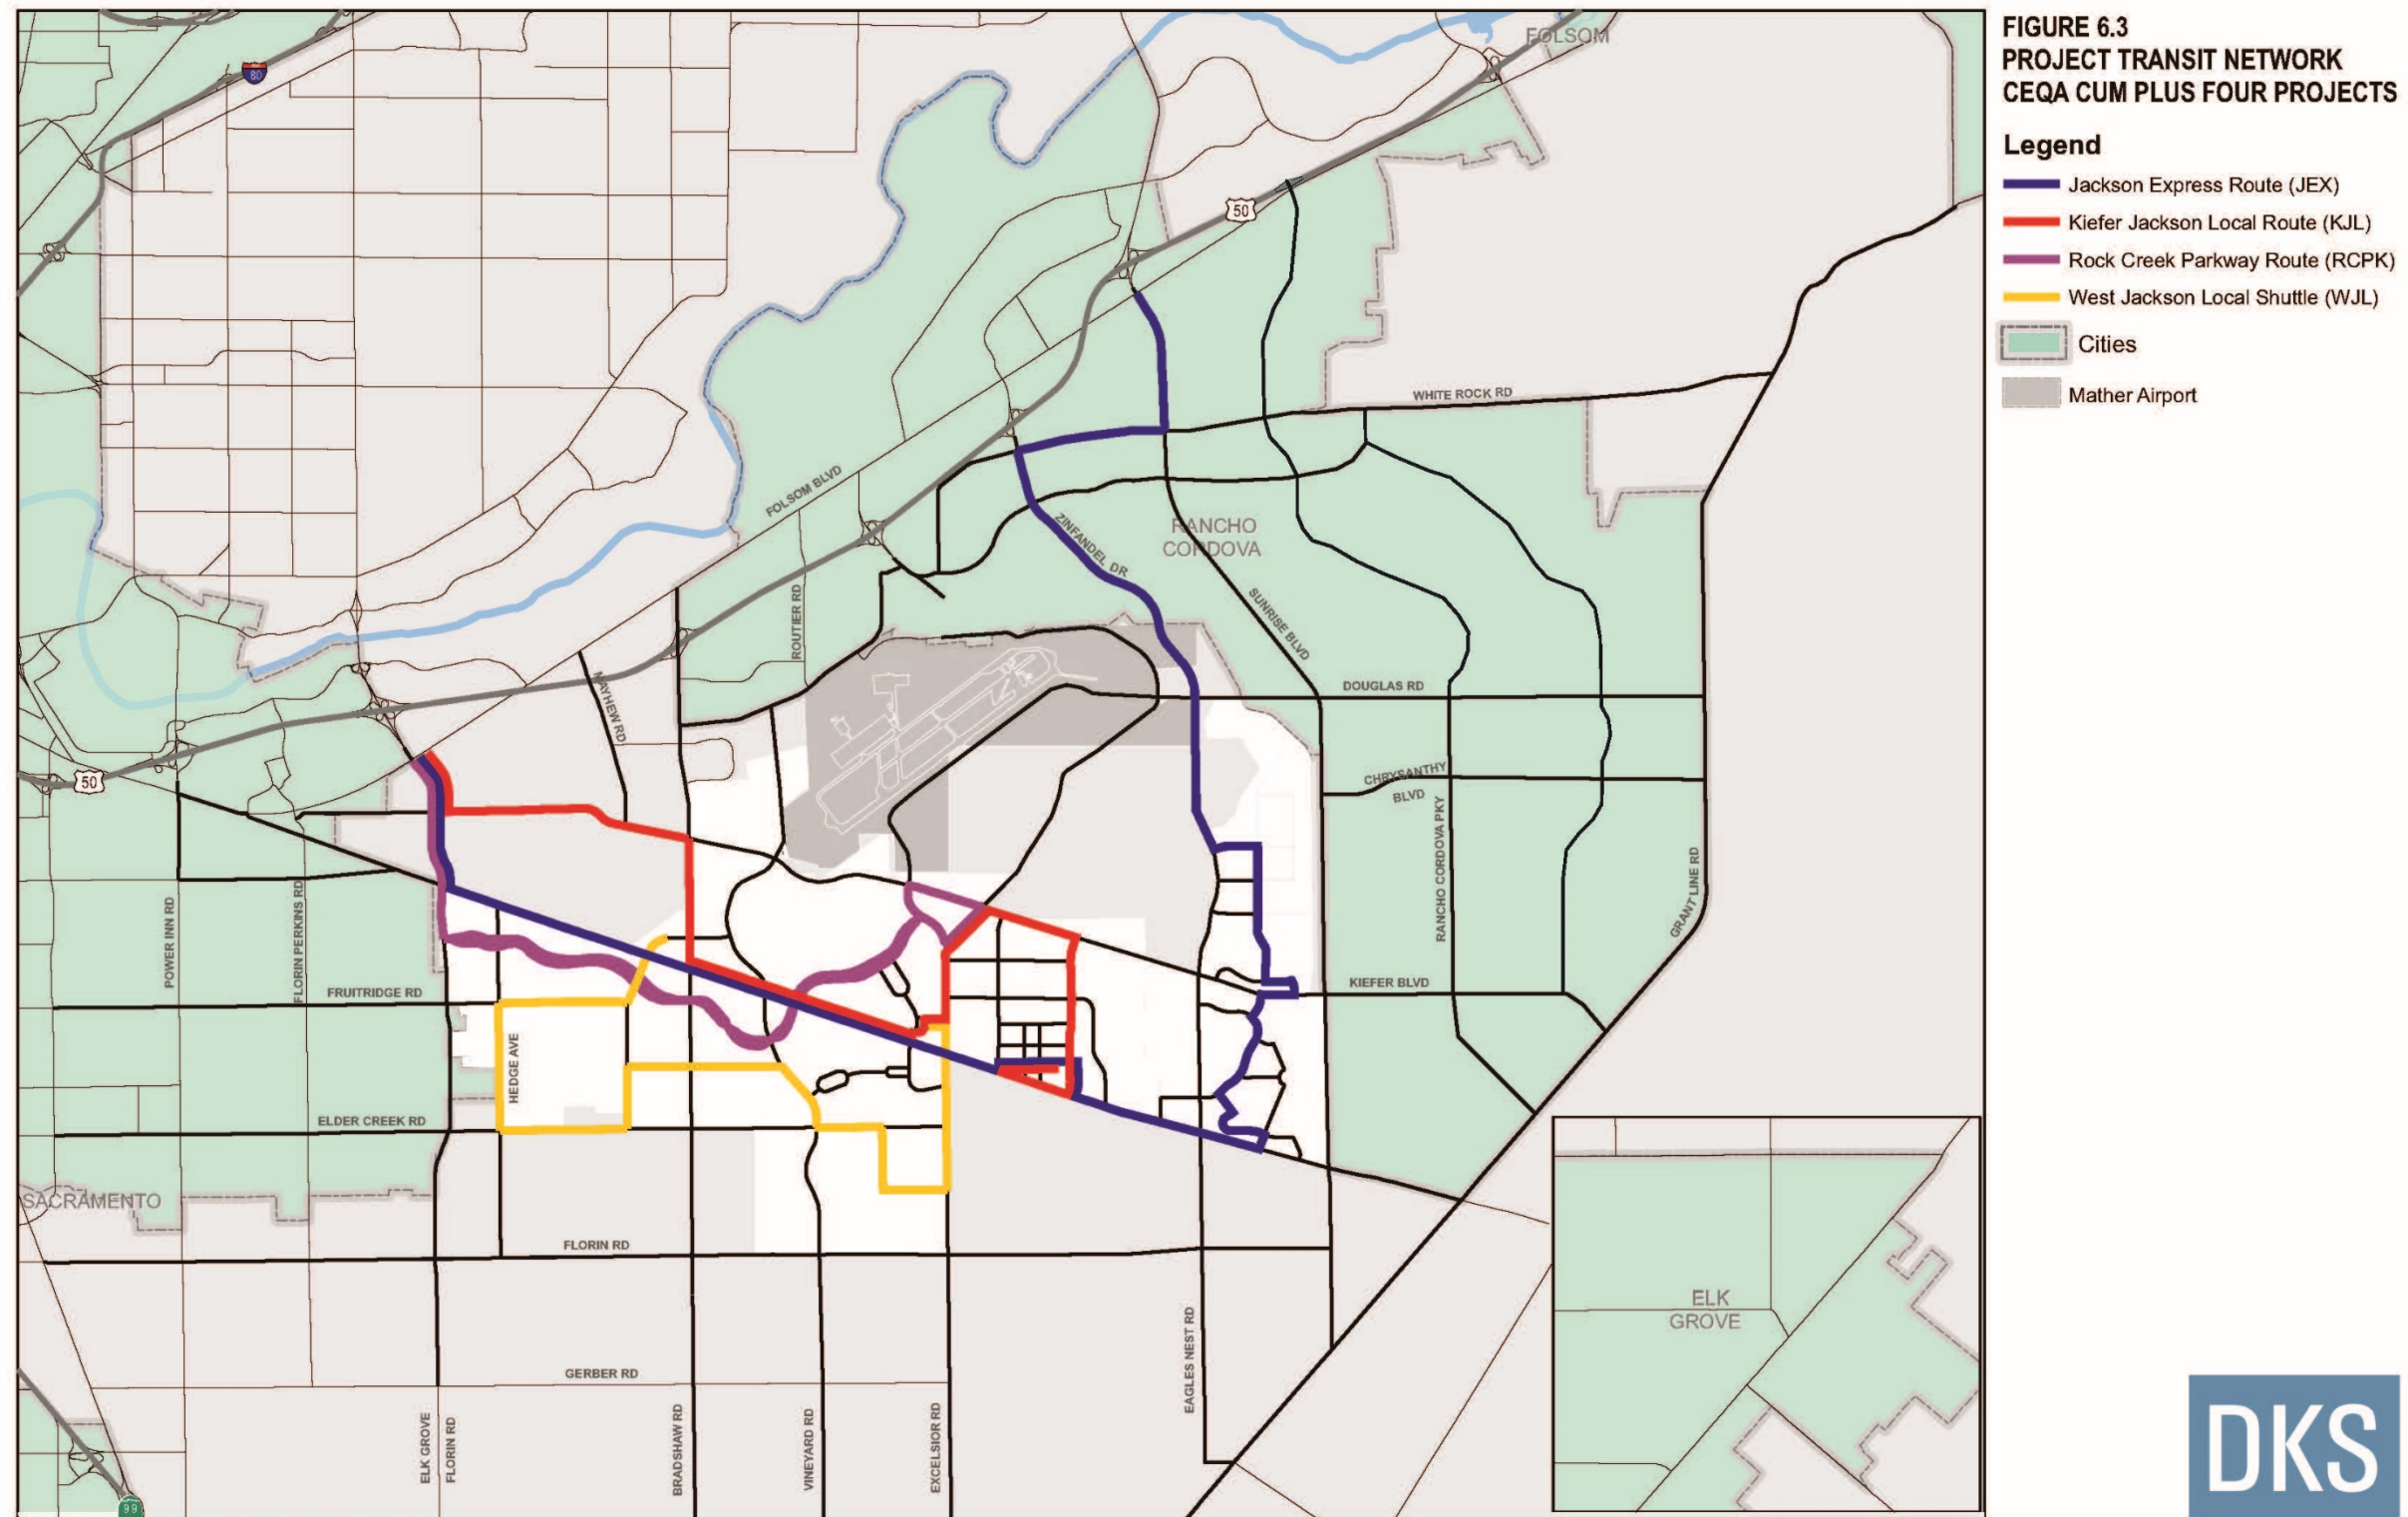 FIGURE 6.3
PROJECT TRANSIT NETWORK
CEQA CUM PLUS FOUR PROJECTS
Legend
Jackson Express Route (JEX)
Kiefer Jackson Local Route (KJL)
Rock Creek Parkway Route (RCPK)
West Jackson Local Shuttle (WJL)
Cities
Mather Airport
FOLSOM
80
50
WHITE ROCK RD
FOLSOM BLVD
ZINFANDEL DR
RANCHO
CORDOVA
ROUTIER RD
SUNRISE BLVD
MAYHEW RD
DOUGLAS RD
50
CHRYSANTHY
BLVD
RANCHO CORDOVA PKY
GRANT LINE RD
POWER INN RD
FLORIN PERKINS RD
FRUITRIDGE RD
KIEFER BLVD
HEDGE AVE
ELDER CREEK RD
SACRAMENTO
FLORIN RD
ELK
GROVE
EAGLES NEST RD
GERBER RD
ELK GROVE
FLORIN RD
BRADSHAW RD
VINEYARD RD
EXCELSIOR RD
99
DKS